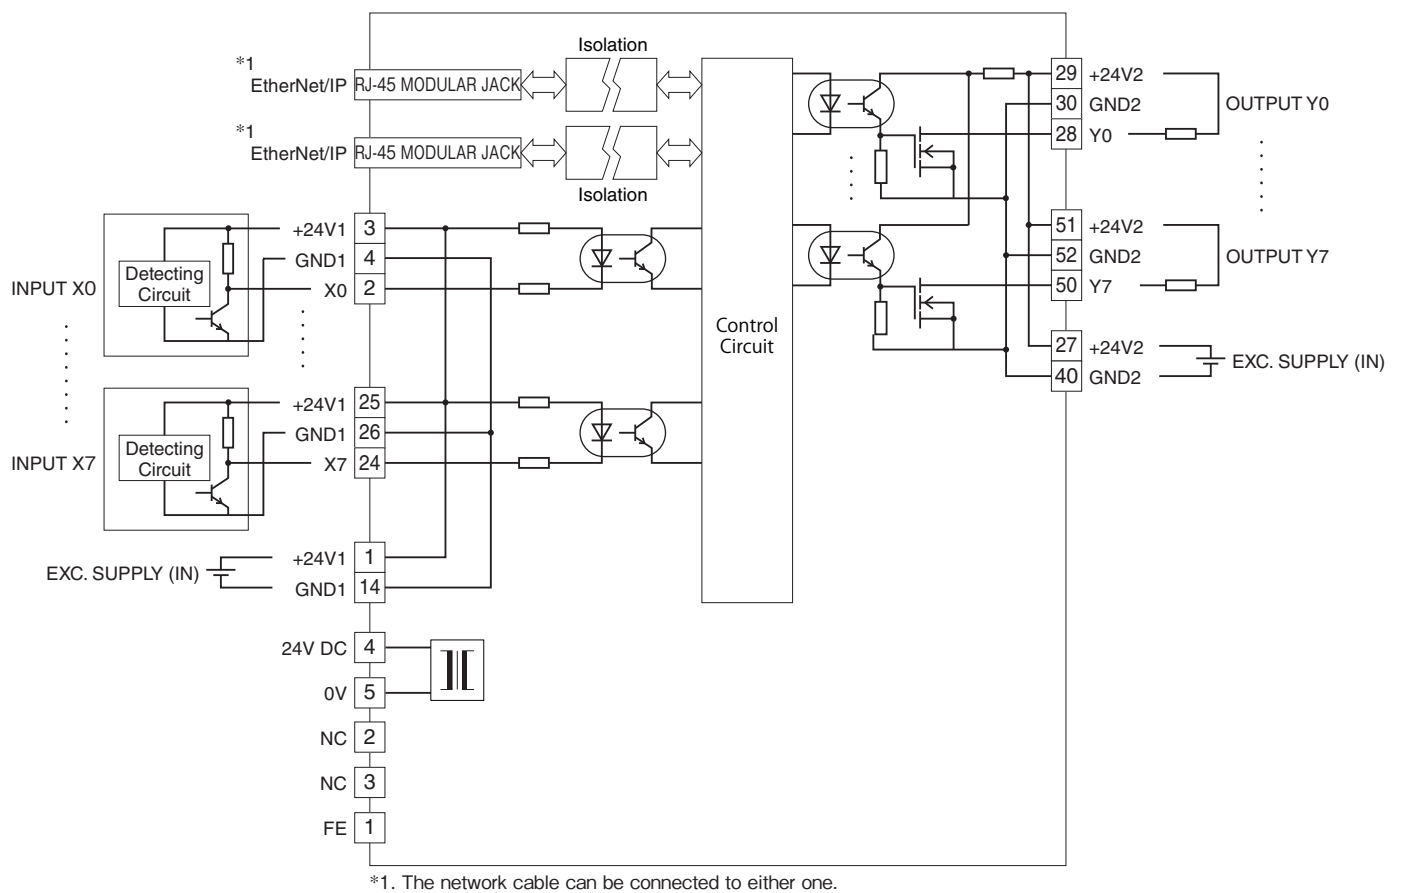 Isolation
*1
EtherNet/IP RJ-45 MODULAR JACK
*1
EtherNet/IP RJ-45 MODULAR JACK
Isolation
INPUT X0
Detecting
Circuit
+24V1 3
GND1 4
X0 2
INPUT X7
Detecting
Circuit
+24V1 25
GND1 26
X7 24
EXC. SUPPLY (IN)
+24V1 1
GND1 14
24V DC 4
0V 5
NC 2
NC 3
FE 1
Control
Circuit
29 +24V2
30 GND2
28 Y0
OUTPUT Y0
51 +24V2
52 GND2
50 Y7
OUTPUT Y7
27 +24V2
40 GND2
EXC. SUPPLY (IN)
*1. The network cable can be connected to either one.